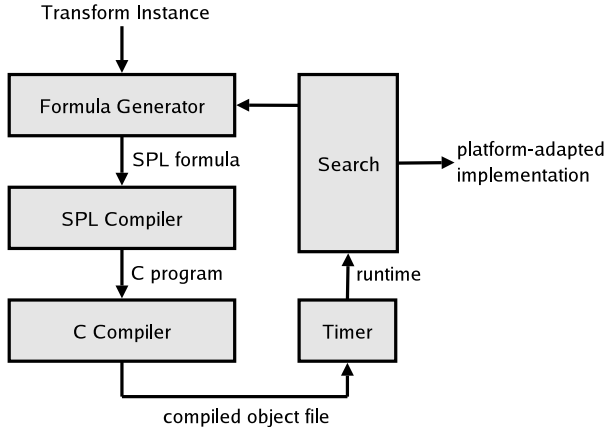 Transform Instance
Formula Generator
SPL formula
SPL Compiler
C program
C Compiler
compiled object file
Timer
runtime
Search
platform-adapted
implementation